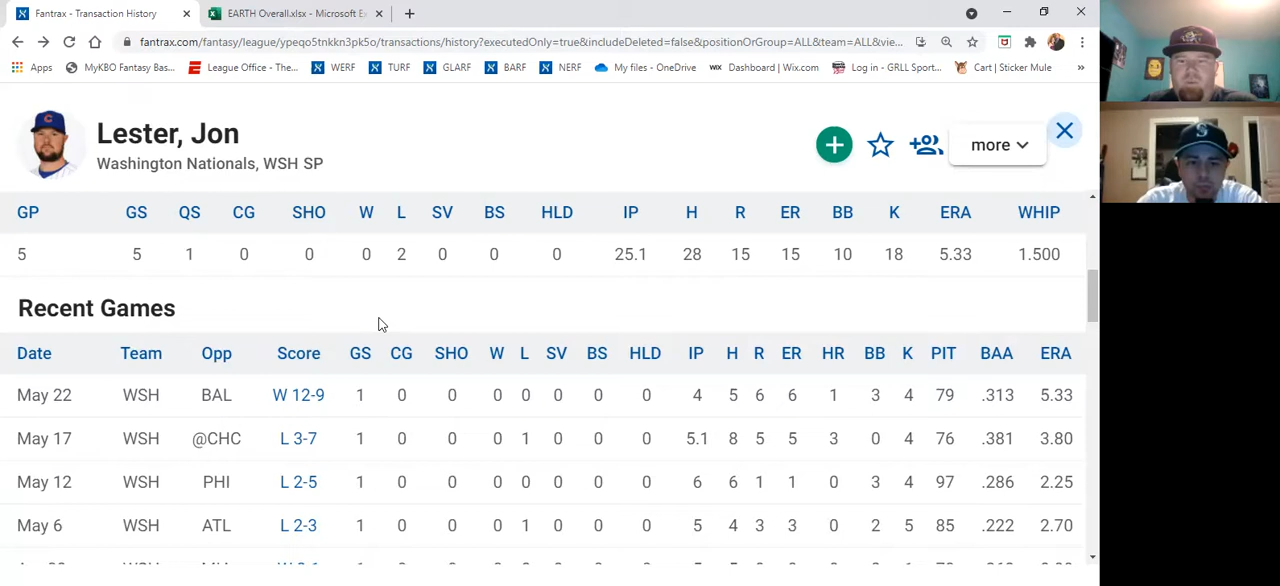 Fantrax - Transaction History
EARTH Overall.xlsx - Microsoft E
fantrax.com/fantasy/league/ypeqo5tnkkn3pk5o/transactions/history?executedOnly=true&includeDeleted=false&positionOrGroup=ALL&team=ALL&vie...
Apps MyKBO Fantasy Bas... League Office - The... WERF TURF GLARF BARF NERF My files - OneDrive Dashboard | Wix.com Log in - GRLL Sport... Cart | Sticker Mule »
Lester, Jon
Washington Nationals, WSH SP
more
GP GS QS CG SHO W L SV BS HLD IP H R ER BB K ERA WHIP
5 5 1 0 0 0 2 0 0 0 25.1 28 15 15 10 18 5.33 1.500
Recent Games
Date Team Opp Score GS CG SHO W L SV BS HLD IP H R ER HR BB K PIT BAA ERA
May 22 WSH BAL W 12-9 1 0 0 0 0 0 0 0 4 5 6 6 1 3 4 79 .313 5.33
May 17 WSH @CHC L 3-7 1 0 0 0 1 0 0 0 5.1 8 5 5 3 0 4 76 .381 3.80
May 12 WSH PHI L 2-5 1 0 0 0 0 0 0 0 6 6 1 1 0 3 4 97 .286 2.25
May 6 WSH ATL L 2-3 1 0 0 0 1 0 0 0 5 4 3 3 0 2 5 85 .222 2.70